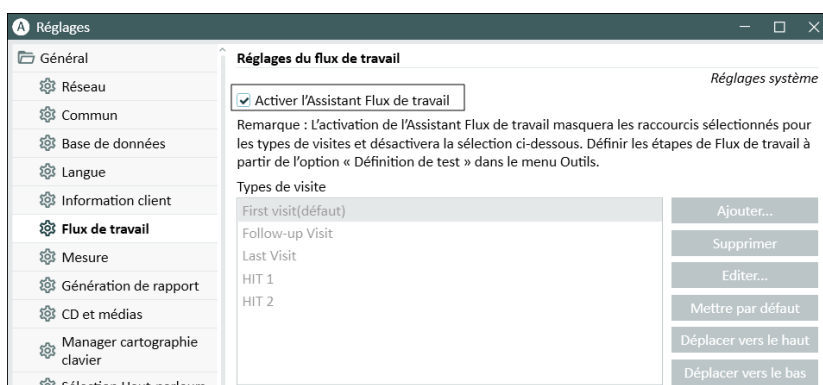 A Réglages
Général
Réseau
Commun
Base de données
Langue
Information client
Flux de travail
Mesure
Génération de rapport
CD et médias
Manager cartographie
clavier
Sélection Haut-parleurs
Réglages du flux de travail
Réglages système
Activer l'Assistant Flux de travail
Remarque : L'activation de l'Assistant Flux de travail masquera les raccourcis sélectionnés pour
les types de visites et désactivera la sélection ci-dessous. Définir les étapes de Flux de travail à
partir de l'option « Définition de test » dans le menu Outils.
Types de visite
First visit(défaut)
Follow-up Visit
Last Visit
HIT 1
HIT 2
Ajouter...
Supprimer
Editer...
Mettre par défaut
Déplacer vers le haut
Déplacer vers le bas